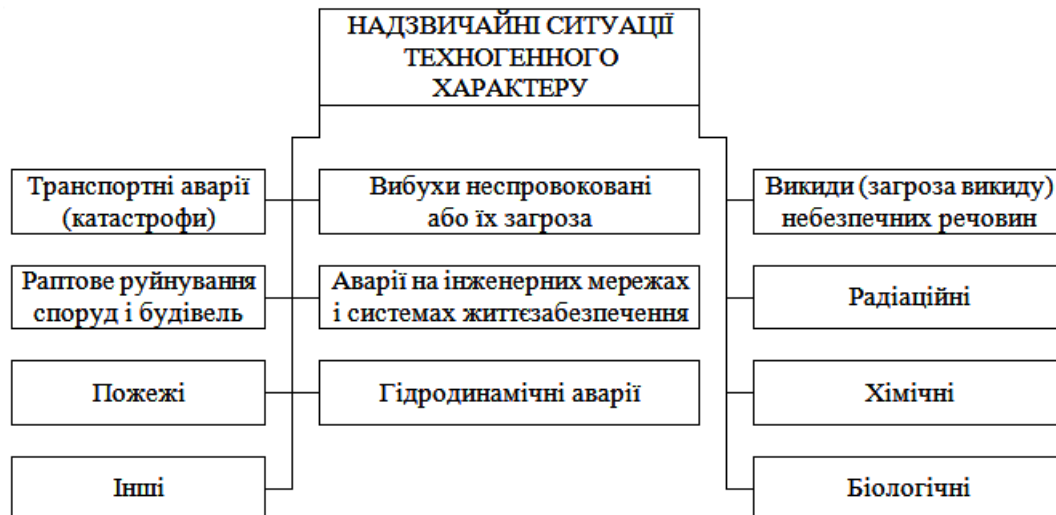 НАДЗВИЧАЙНІ СИТУАЦІЇ
ТЕХНОГЕННОГО
ХАРАКТЕРУ
Транспортні аварії
(катастрофи)
Вибухи неспровоковані
або їх загроза
Викиди (загроза викиду)
небезпечних речовин
Раптове руйнування
споруд і будівель
Аварії на інженерних мережах
і системах життєзабезпечення
Радіаційні
Пожежі
Гідродинамічні аварії
Хімічні
Інші
Біологічні